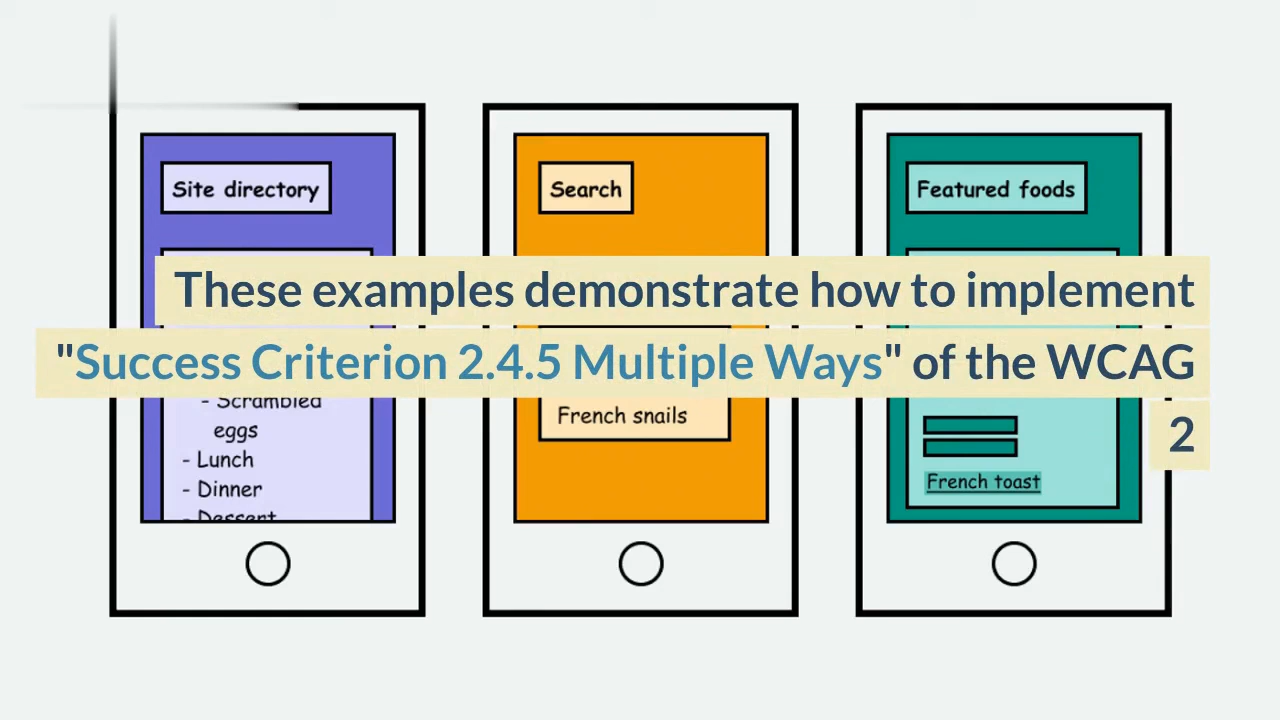 Site directory
Search
Featured foods
These examples demonstrate how to implement
"Success Criterion 2.4.5 Multiple Ways" of the WCAG
2
- Scrambled
eggs
- Lunch
- Dinner
- Dessert
French snails
French toast